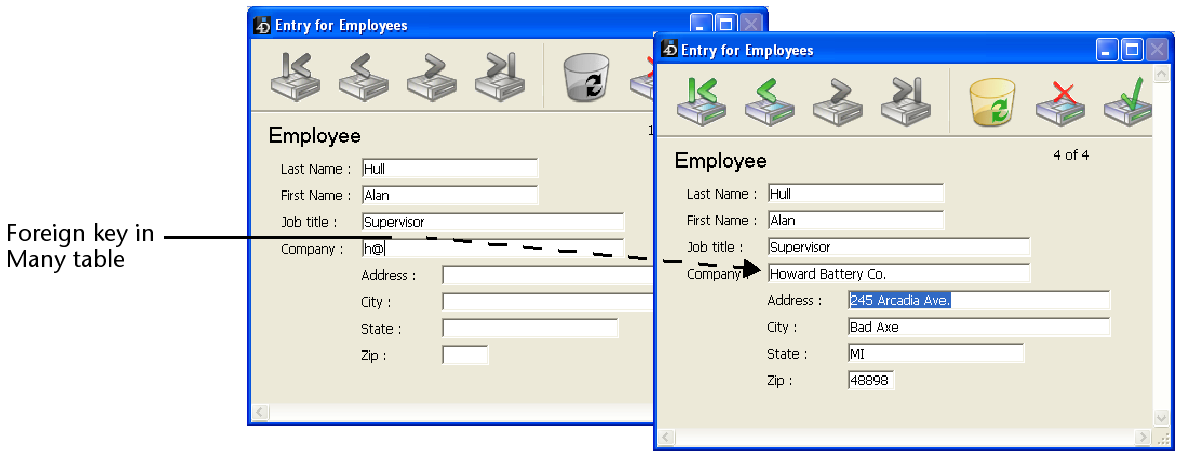 Entry for Employees
Employee
1
Last Name : Hull
First Name : Alan
Job title : Supervisor
Company : h@
Address :
City :
State :
Zip :
Foreign key in
Many table
4D Entry for Employees
Employee
4 of 4
Last Name : Hull
First Name : Alan
Job title : Supervisor
Company : Howard Battery Co.
Address : 245 Arcadia Ave.
City : Bad Axe
State : MI
Zip : 48898